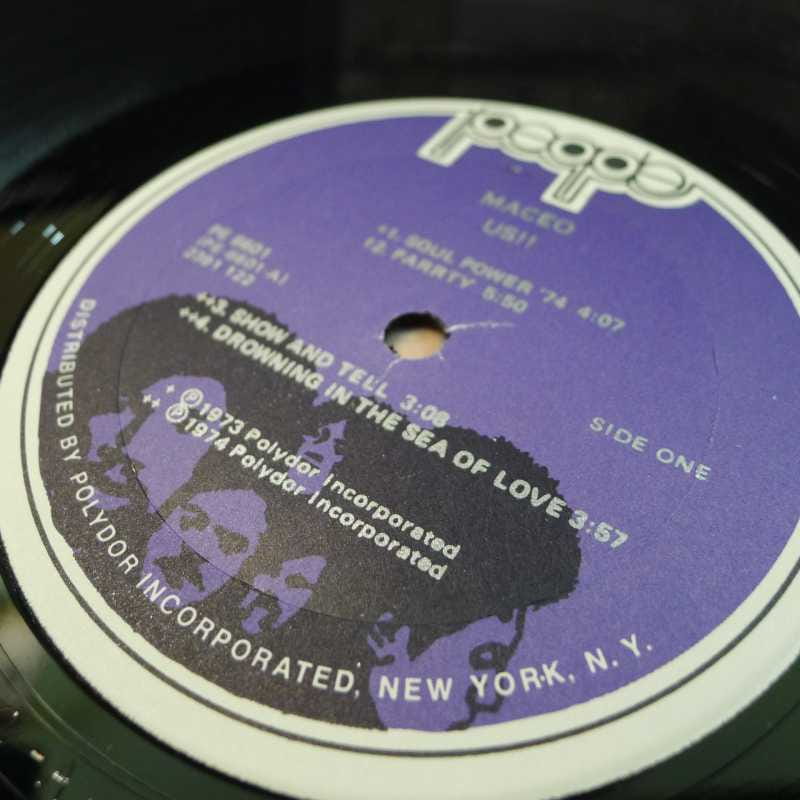 people
MACEO
US!!
PE 6601
(PE 6601-A)
2391 122
+1. SOUL POWER '74 4:07
+2. PARRTY 5:50
++3. SHOW AND TELL 3:08
++4. DROWNING IN THE SEA OF LOVE 3:57
SIDE ONE
+ ℗1973 Polydor Incorporated
++ ℗1974 Polydor Incorporated
DISTRIBUTED BY POLYDOR INCORPORATED, NEW YORK, N. Y.